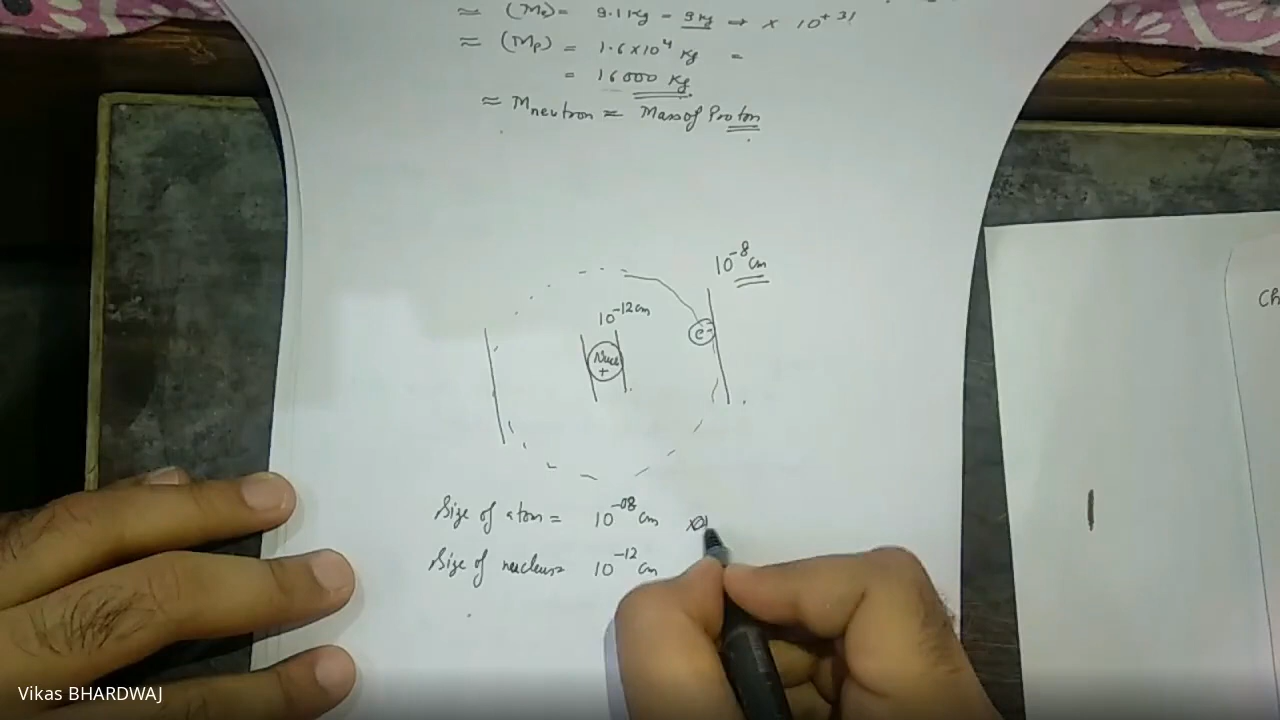 ≈ (Me) = 9.1 kg = 9 kg → x 10⁺³¹
≈ (Mp) = 1.6 x 10⁴ kg =
= 16000 kg
≈ Mneutron ≈ Mass of Proton
10⁻⁸ cm
10⁻¹² cm
e-
Nucl
+
Size of atom = 10⁻⁰⁸ cm
Size of nucleus = 10⁻¹² cm
Ch
Vikas BHARDWAJ